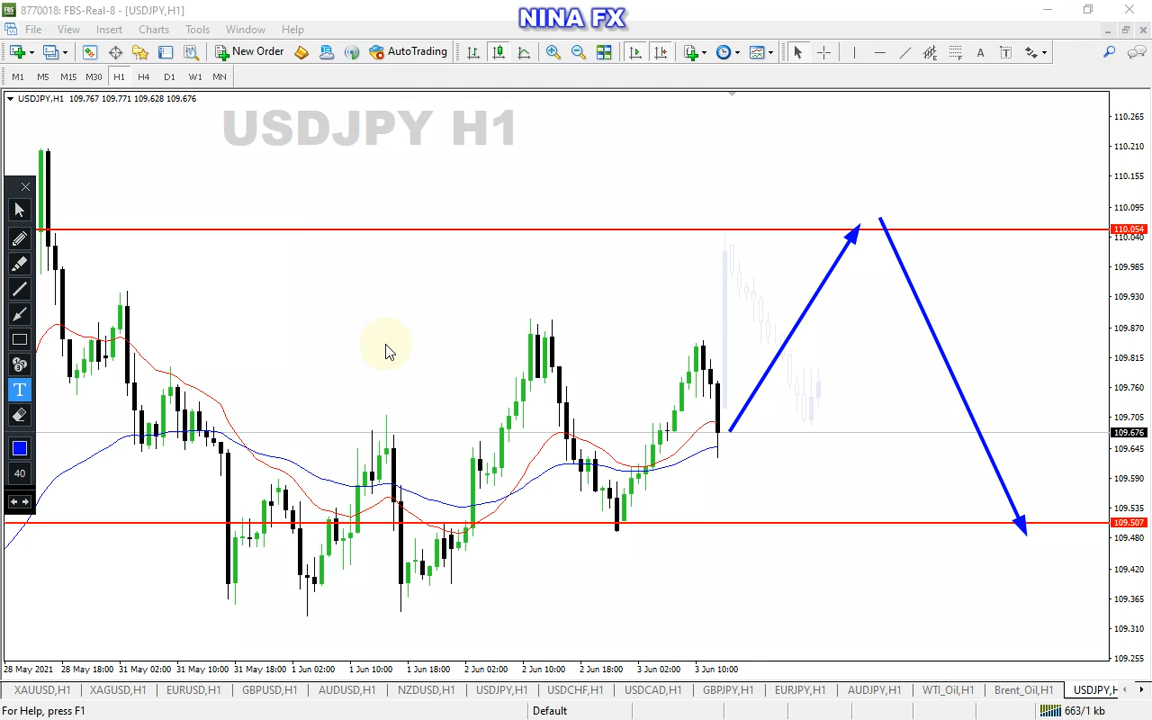 8770018: FBS-Real-8 - [USDJPY,H1]
NINA FX
File View Insert Charts Tools Window Help
New Order AutoTrading
M1 M5 M15 M30 H1 H4 D1 W1 MN
USDJPY,H1 109.767 109.771 109.628 109.676
USDJPY H1
110.265
110.210
110.155
110.095
110.054
110.040
109.985
109.930
109.870
109.815
109.760
109.705
109.676
109.645
109.590
109.535
109.507
109.480
109.420
109.365
109.310
109.255
T
40
28 May 2021 28 May 18:00 31 May 02:00 31 May 10:00 31 May 18:00 1 Jun 02:00 1 Jun 10:00 1 Jun 18:00 2 Jun 02:00 2 Jun 10:00 2 Jun 18:00 3 Jun 02:00 3 Jun 10:00
XAUUSD,H1 XAGUSD,H1 EURUSD,H1 GBPUSD,H1 AUDUSD,H1 NZDUSD,H1 USDJPY,H1 USDCHF,H1 USDCAD,H1 GBPJPY,H1 EURJPY,H1 AUDJPY,H1 WTI_Oil,H1 Brent_Oil,H1 USDJPY,H
For Help, press F1 Default 663/1 kb